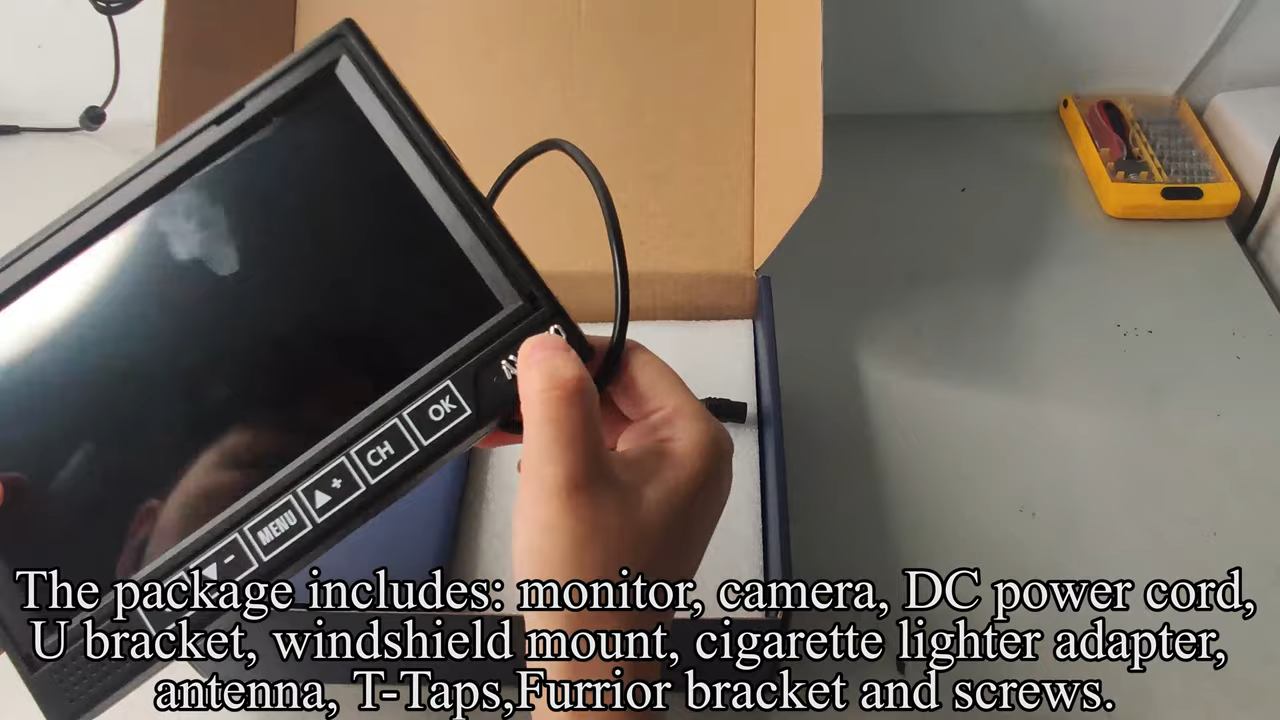 OK
CH
▲ +
MENU
▼ -
The package includes: monitor, camera, DC power cord,
U bracket, windshield mount, cigarette lighter adapter,
antenna, T-Taps,Furrior bracket and screws.